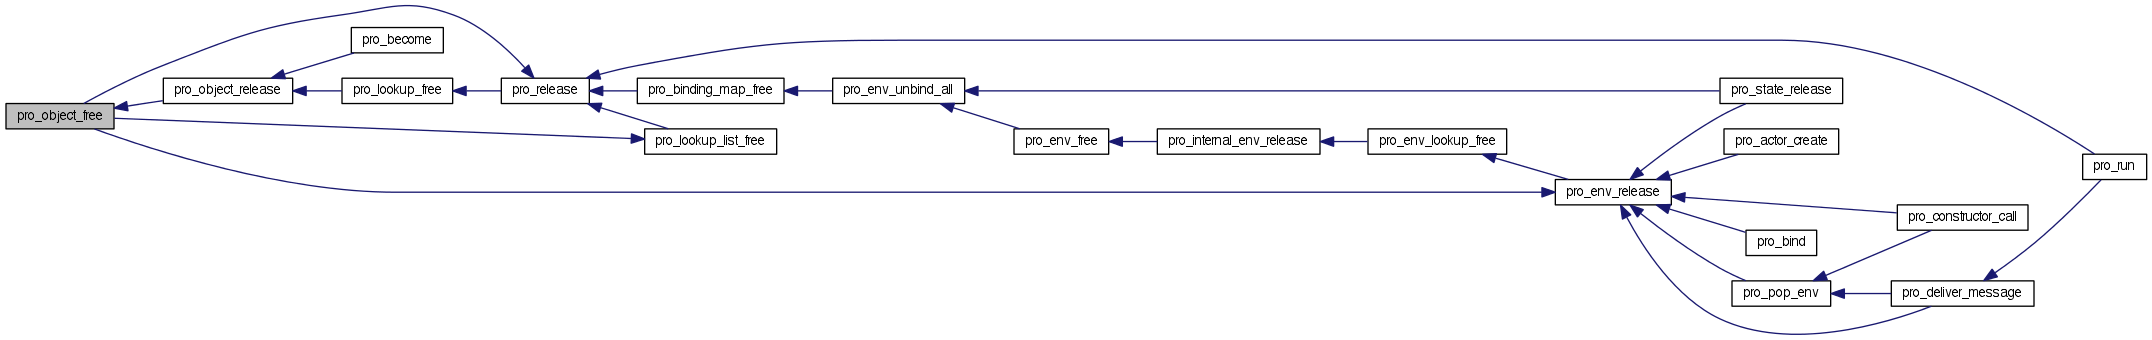 pro_become
pro_object_release
pro_lookup_free
pro_release
pro_binding_map_free
pro_env_unbind_all
pro_state_release
pro_object_free
pro_lookup_list_free
pro_env_free
pro_internal_env_release
pro_env_lookup_free
pro_actor_create
pro_run
pro_env_release
pro_constructor_call
pro_bind
pro_pop_env
pro_deliver_message